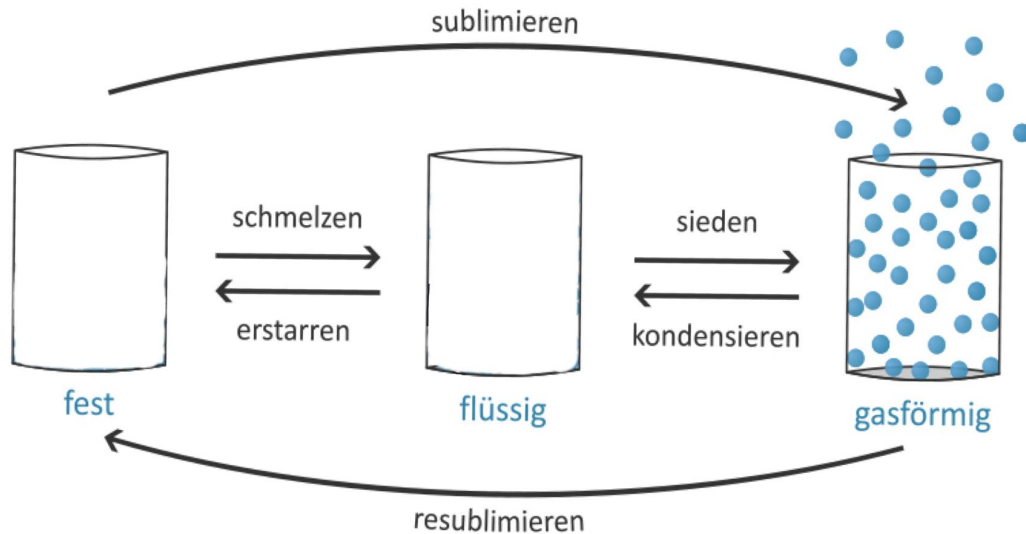 sublimieren
schmelzen
sieden
erstarren
kondensieren
fest
flüssig
gasförmig
resublimieren